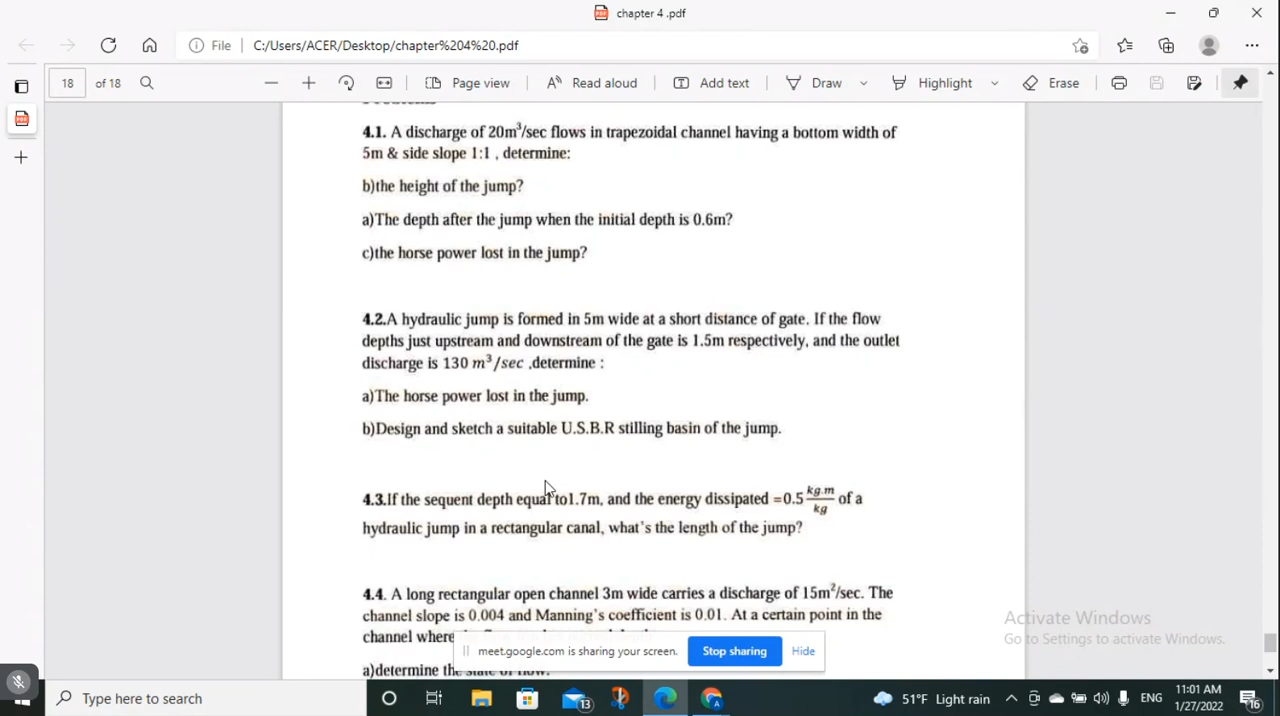 chapter 4 .pdf
File C:/Users/ACER/Desktop/chapter%204%20.pdf
18 of 18 Page view Read aloud Add text Draw Highlight Erase
4.1. A discharge of 20m³/sec flows in trapezoidal channel having a bottom width of
5m & side slope 1:1 , determine:
b)the height of the jump?
a)The depth after the jump when the initial depth is 0.6m?
c)the horse power lost in the jump?
4.2.A hydraulic jump is formed in 5m wide at a short distance of gate. If the flow
depths just upstream and downstream of the gate is 1.5m respectively, and the outlet
discharge is 130 m³/sec ,determine :
a)The horse power lost in the jump.
b)Design and sketch a suitable U.S.B.R stilling basin of the jump.
4.3.If the sequent depth equal to1.7m, and the energy dissipated =0.5 kg.m/kg of a
hydraulic jump in a rectangular canal, what's the length of the jump?
4.4. A long rectangular open channel 3m wide carries a discharge of 15m²/sec. The
channel slope is 0.004 and Manning's coefficient is 0.01. At a certain point in the
channel where
a)determine the state of flow.
meet.google.com is sharing your screen. Stop sharing Hide
Activate Windows
Go to Settings to activate Windows.
Type here to search 13 51°F Light rain ENG 11:01 AM
1/27/2022 16